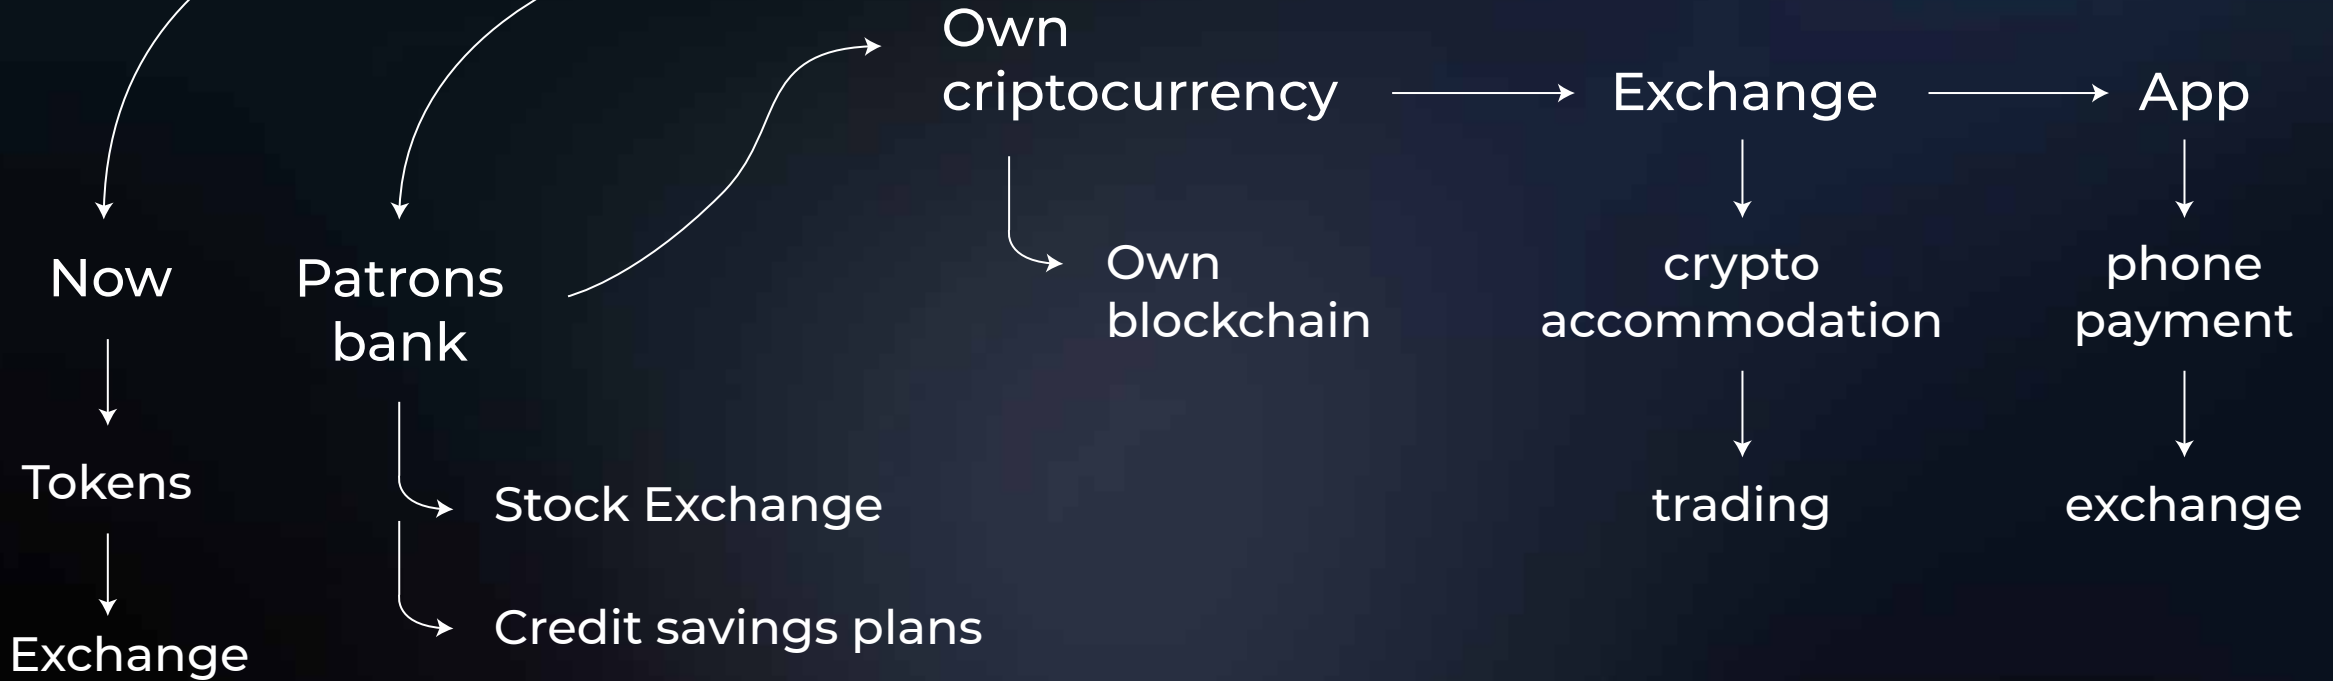 Own
criptocurrency
Exchange
App
Now
Patrons
bank
Own
blockchain
crypto
accommodation
phone
payment
Tokens
Stock Exchange
trading
exchange
Credit savings plans
Exchange